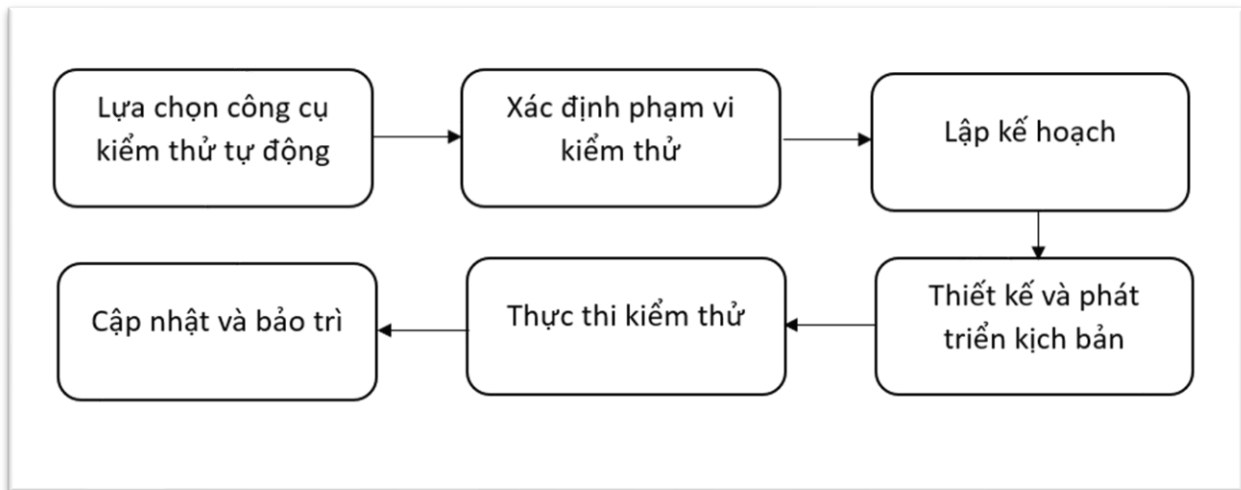 Lựa chọn công cụ
kiểm thử tự động
Xác định phạm vi
kiểm thử
Lập kế hoạch
Thiết kế và phát
triển kịch bản
Thực thi kiểm thử
Cập nhật và bảo trì